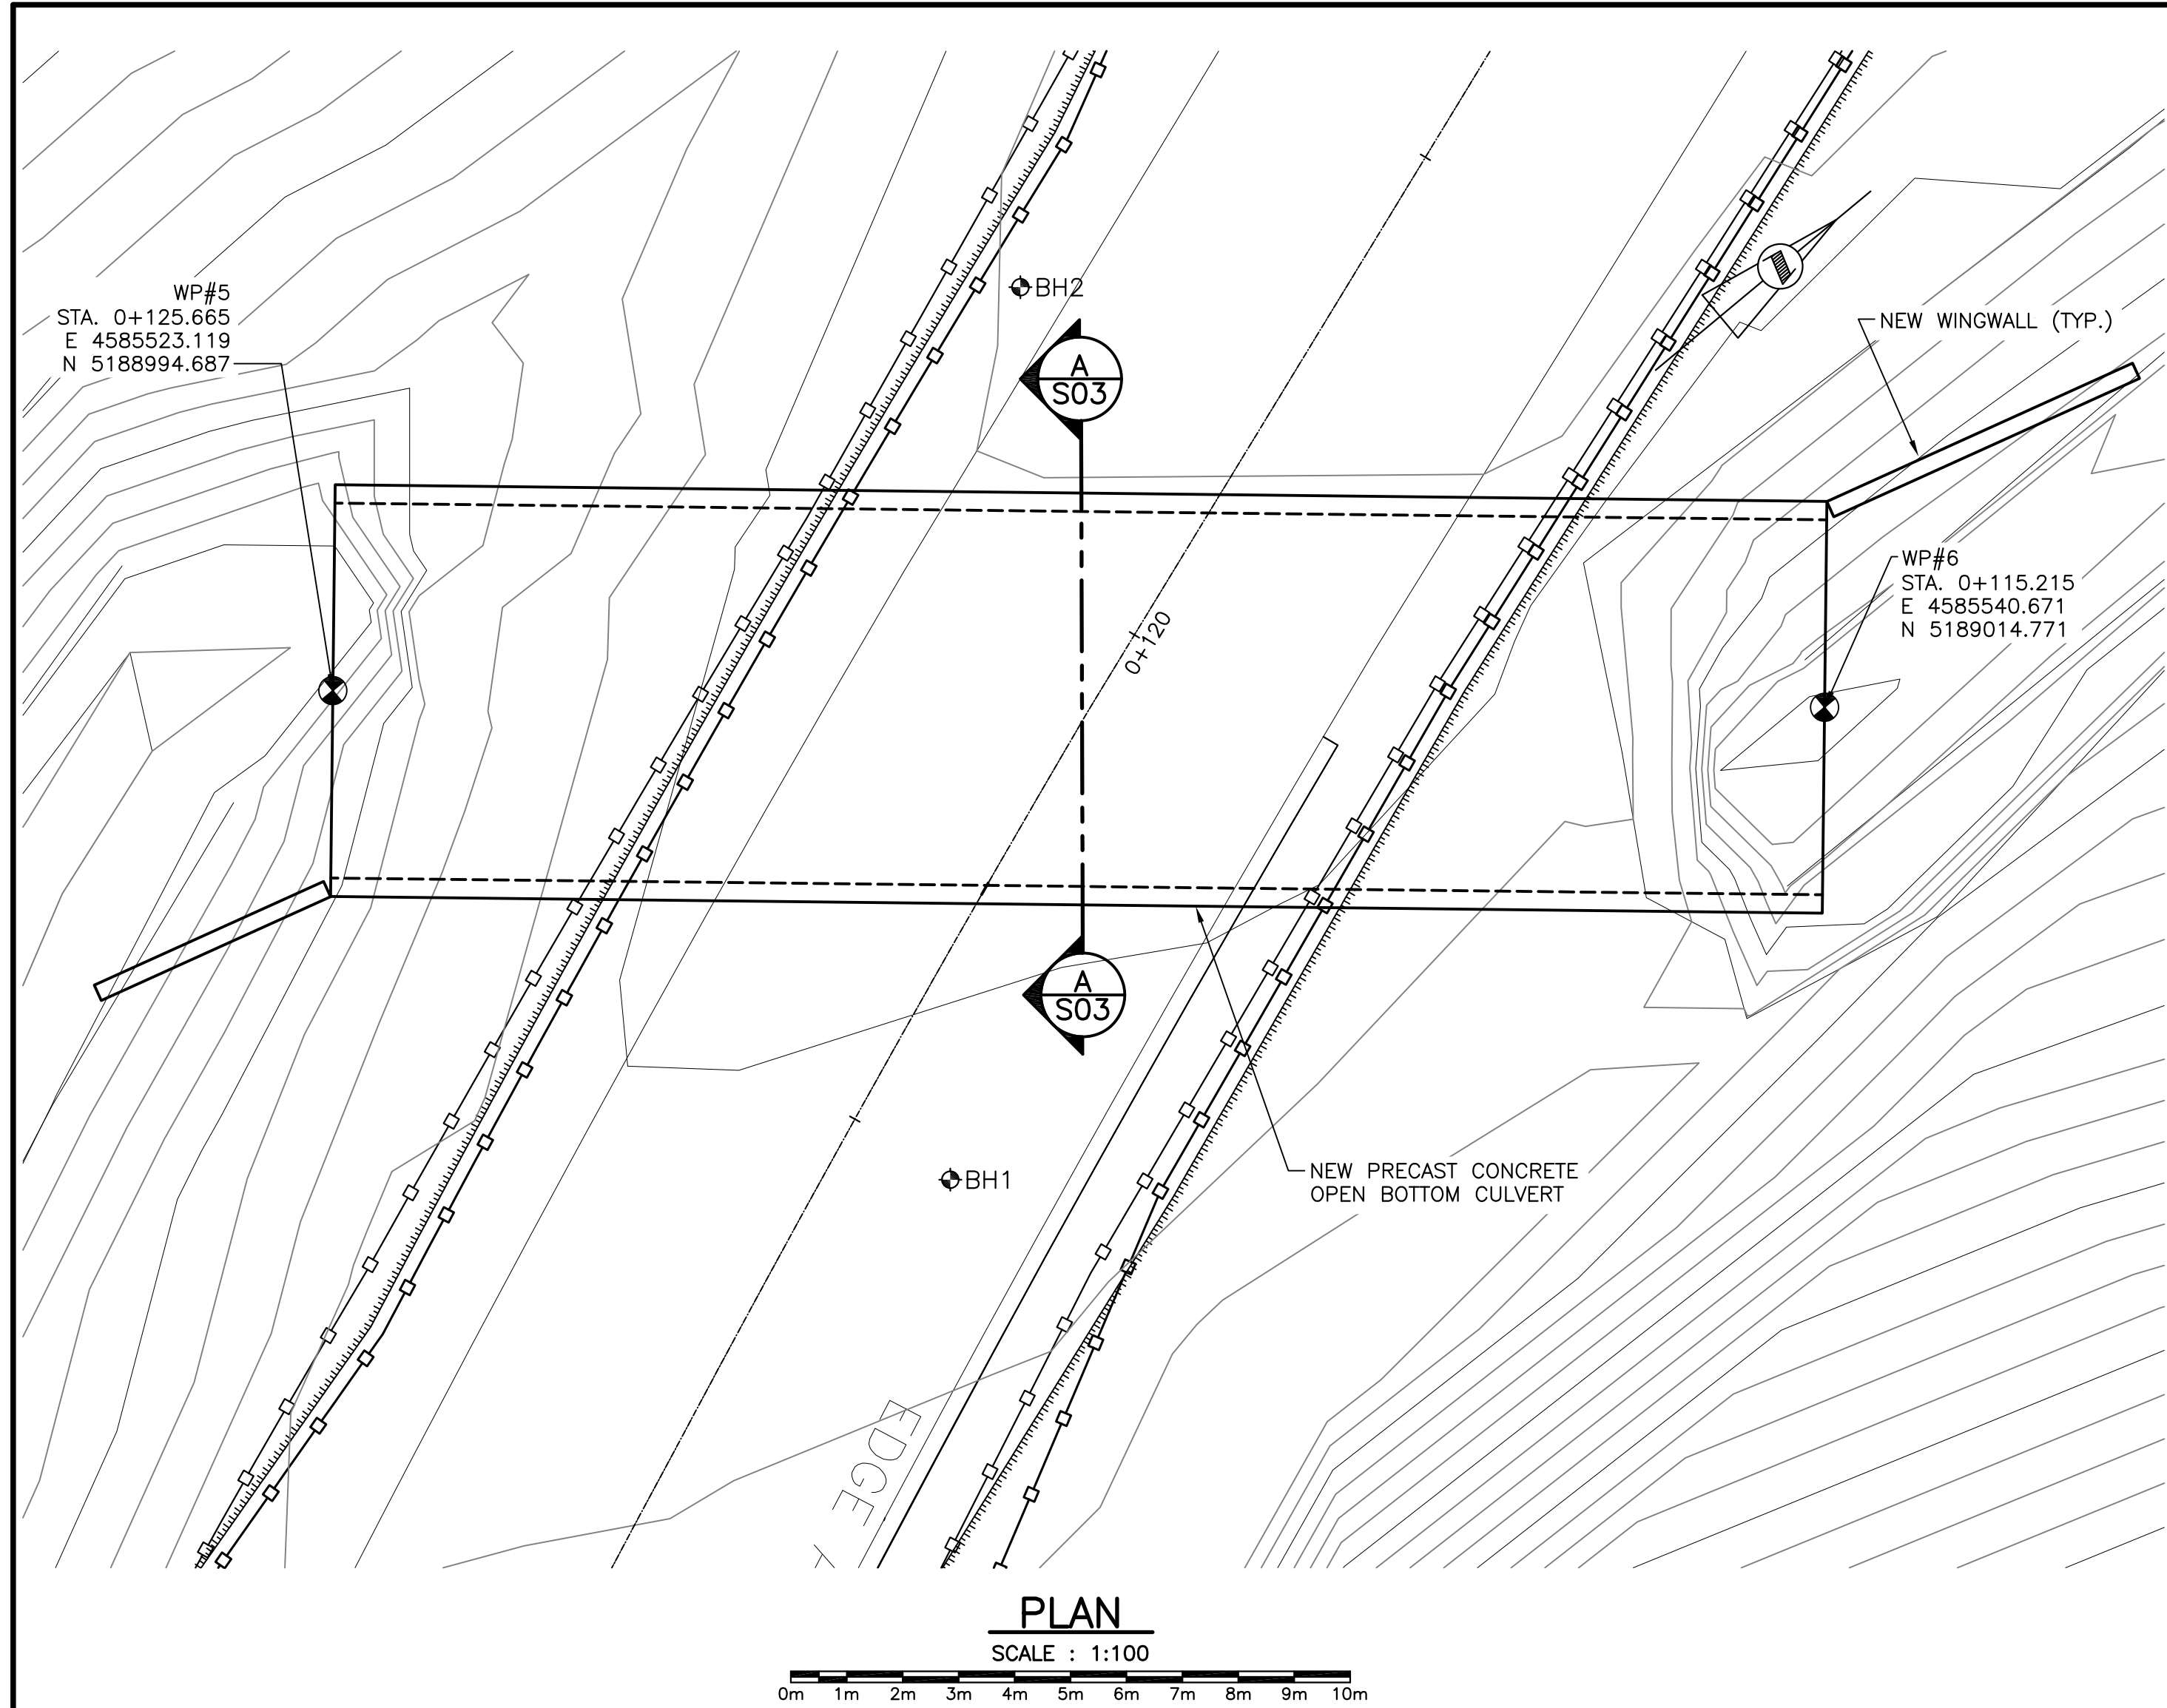 WP#5
STA. 0+125.665
E 4585523.119
N 5188994.687
BH2
A
S03
NEW WINGWALL (TYP.)
WP#6
STA. 0+115.215
E 4585540.671
N 5189014.771
0+120
A
S03
BH1
NEW PRECAST CONCRETE
OPEN BOTTOM CULVERT
EDGE
PLAN
SCALE : 1:100
0m 1m 2m 3m 4m 5m 6m 7m 8m 9m 10m